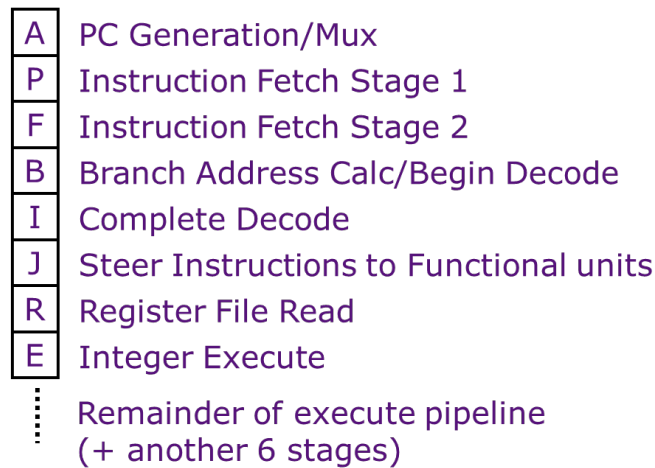 A PC Generation/Mux
P Instruction Fetch Stage 1
F Instruction Fetch Stage 2
B Branch Address Calc/Begin Decode
I Complete Decode
J Steer Instructions to Functional units
R Register File Read
E Integer Execute
Remainder of execute pipeline
(+ another 6 stages)